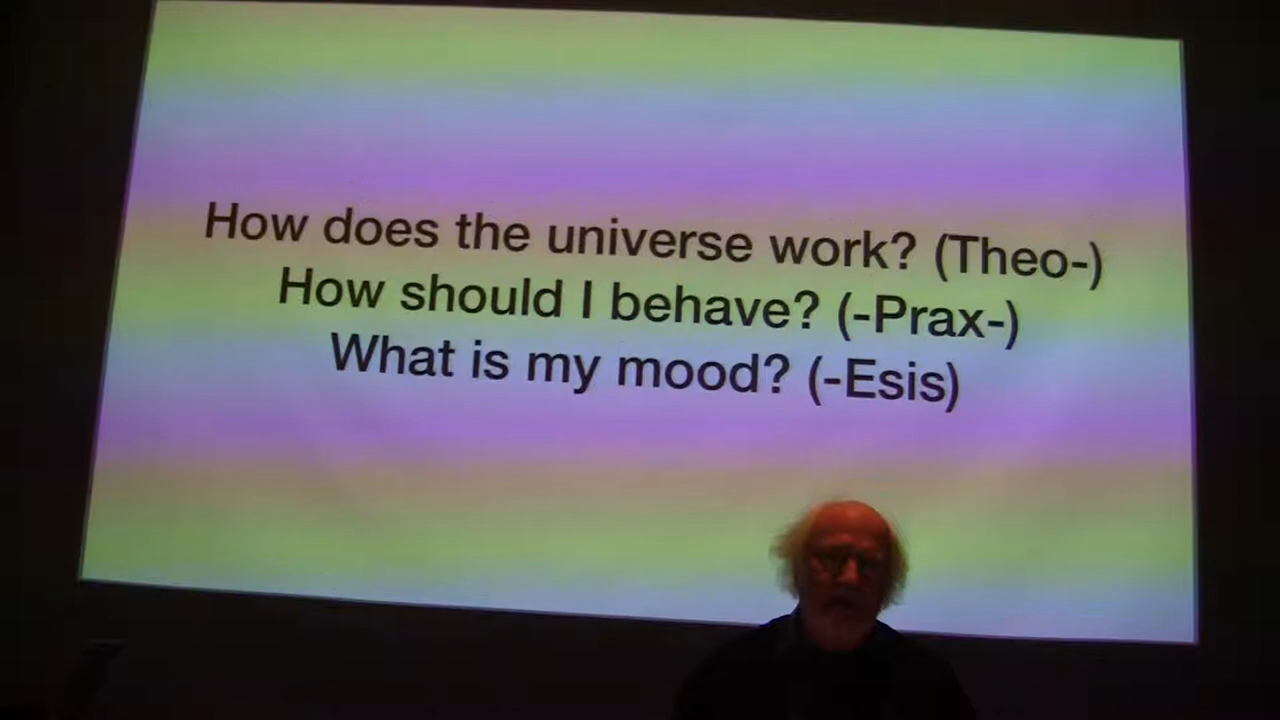 How does the universe work? (Theo-)
How should I behave? (-Prax-)
What is my mood? (-Esis)